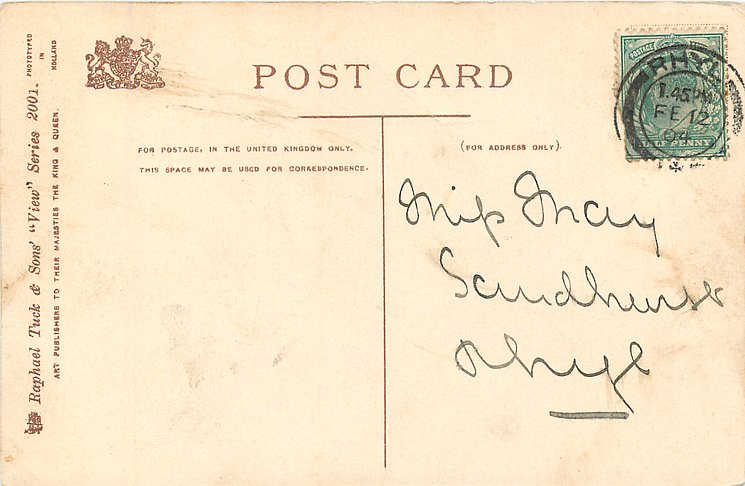 POST CARD
FOR POSTAGE, IN THE UNITED KINGDOM ONLY.
THIS SPACE MAY BE USED FOR CORRESPONDENCE.
(FOR ADDRESS ONLY).
Miss May
Sandhurst
Rhyl
POSTAGE
HALF PENNY
RHYL
1.45 PM
FE 12
04
Raphael Tuck & Sons' "View" Series 2001.
ART PUBLISHERS TO THEIR MAJESTIES THE KING & QUEEN.
PHOTOTYPED
IN
HOLLAND